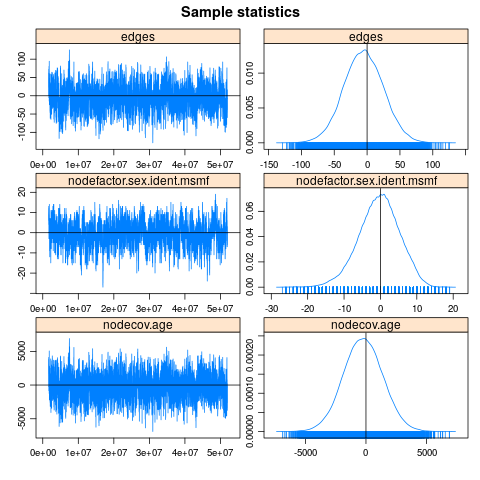 Sample statistics
edges
edges
100
50
0
-50
-100
0e+00 1e+07 2e+07 3e+07 4e+07 5e+07
0.010
0.005
0.000
-150 -50 0 50 100
nodefactor.sex.ident.msmf
nodefactor.sex.ident.msmf
20
10
0
-10
-20
0e+00 1e+07 2e+07 3e+07 4e+07 5e+07
0.06
0.04
0.02
0.00
-30 -20 -10 0 10 20
nodecov.age
nodecov.age
5000
0
-5000
0e+00 1e+07 2e+07 3e+07 4e+07 5e+07
0.00020
0.00010
0.00000
-5000 0 5000